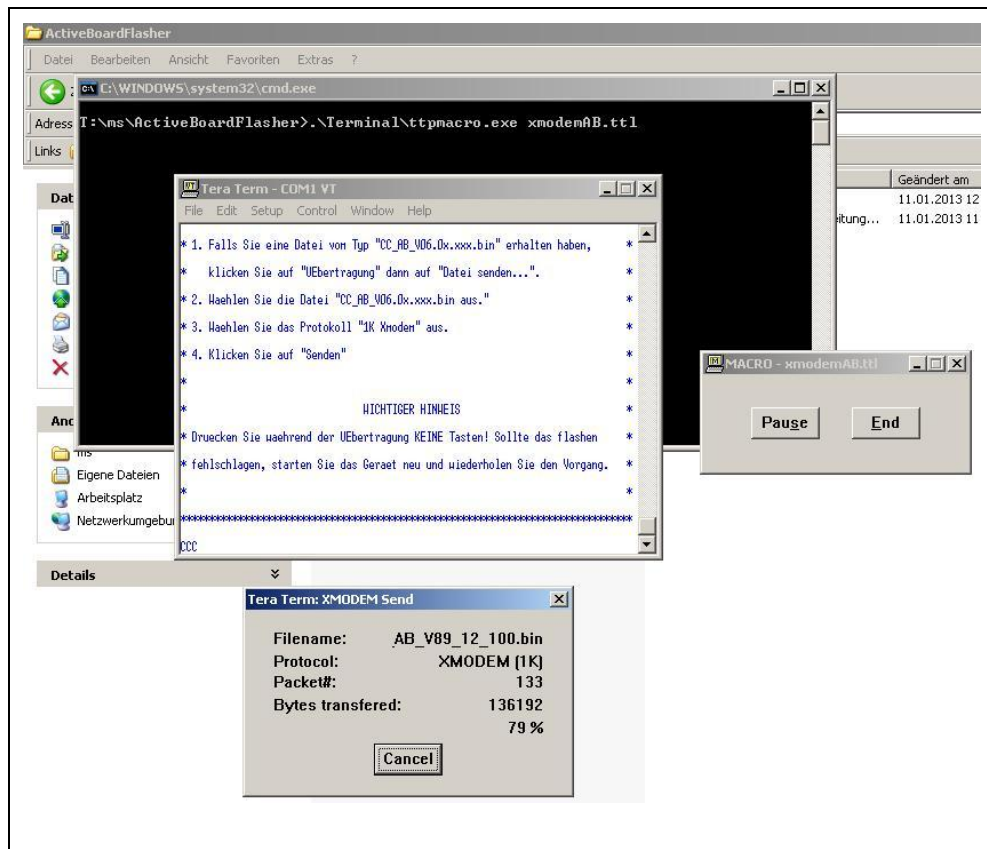 ActiveBoardFlasher
Datei Bearbeiten Ansicht Favoriten Extras ?
C:\WINDOWS\system32\cmd.exe
Adress
T:\ms\ActiveBoardFlasher>.\Terminal\ttpmacro.exe xmodemAB.ttl
Links
Geändert am
11.01.2013 12
itung... 11.01.2013 11
Dat
Tera Term - COM1 VT
File Edit Setup Control Window Help
* 1. Falls Sie eine Datei vom Typ "CC_AB_V06.0x.xxx.bin" erhalten haben, *
* klicken Sie auf "UEbertragung" dann auf "Datei senden...". *
* 2. Waehlen Sie die Datei "CC_AB_V06.0x.xxx.bin aus." *
* 3. Waehlen Sie das Protokoll "1K Xmodem" aus. *
* 4. Klicken Sie auf "Senden" *
* *
* WICHTIGER HINWEIS *
* Druecken Sie waehrend der UEbertragung KEINE Tasten! Sollte das flashen *
* fehlschlagen, starten Sie das Geraet neu und wiederholen Sie den Vorgang. *
* *
******************************************************************************
CCC
MACRO - xmodemAB.ttl
Pause End
And
ms
Eigene Dateien
Arbeitsplatz
Netzwerkumgebu
Details
Tera Term: XMODEM Send
Filename: AB_V89_12_100.bin
Protocol: XMODEM (1K)
Packet#: 133
Bytes transfered: 136192
79 %
Cancel